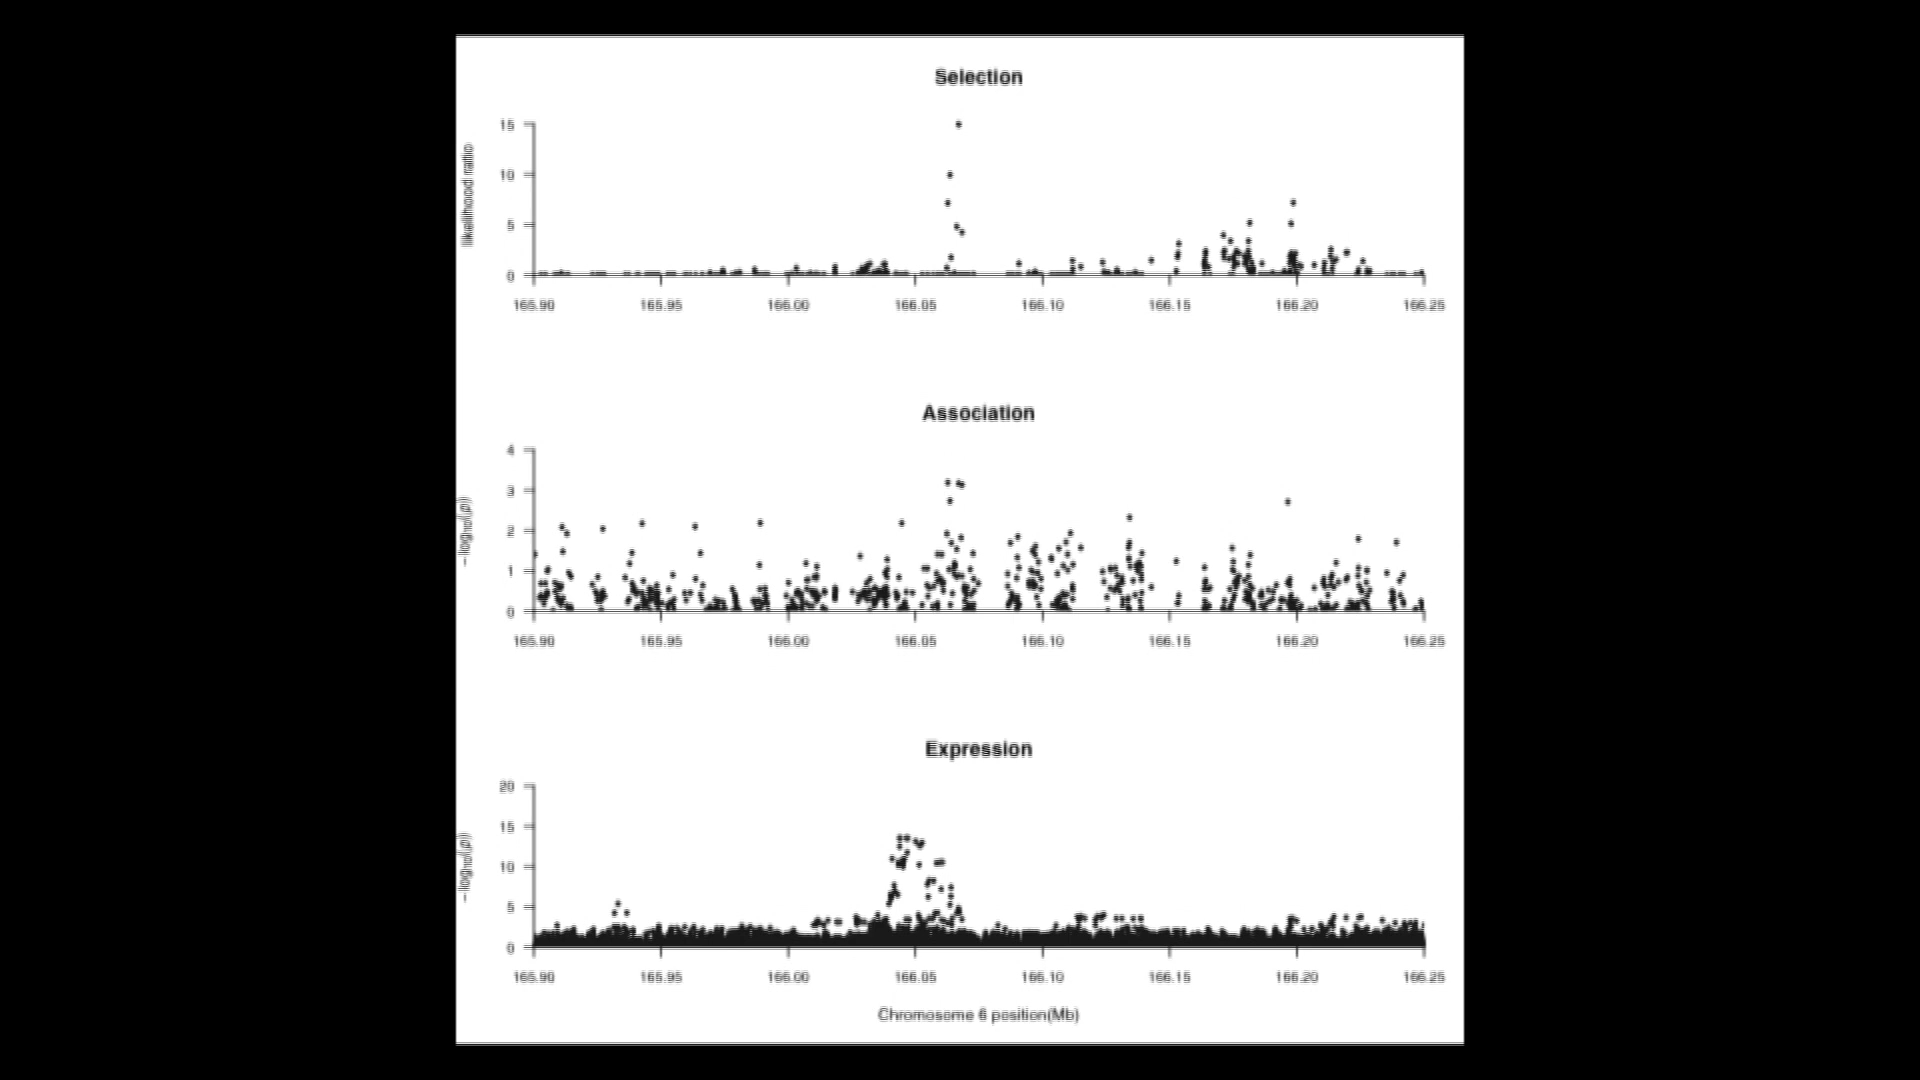 Selection
likelihood ratio
15
10
5
0
165.90 165.95 166.00 166.05 166.10 166.15 166.20 166.25
Association
−log₁₀(p)
4
3
2
1
0
165.90 165.95 166.00 166.05 166.10 166.15 166.20 166.25
Expression
−log₁₀(p)
20
15
10
5
0
165.90 165.95 166.00 166.05 166.10 166.15 166.20 166.25
Chromosome 6 position(Mb)